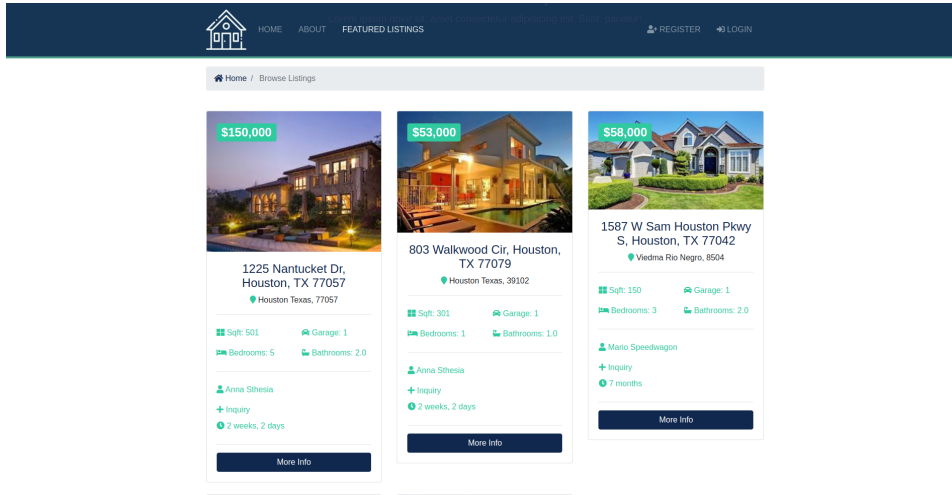 HOME ABOUT FEATURED LISTINGS
REGISTER LOGIN
Home / Browse Listings
$150,000
1225 Nantucket Dr,
Houston, TX 77057
Houston Texas, 77057
Sqft: 501 Garage: 1
Bedrooms: 5 Bathrooms: 2.0
Anna Sthesia
Inquiry
2 weeks, 2 days
More Info
$53,000
803 Walkwood Cir, Houston,
TX 77079
Houston Texas, 39102
Sqft: 301 Garage: 1
Bedrooms: 1 Bathrooms: 1.0
Anna Sthesia
Inquiry
2 weeks, 2 days
More Info
$58,000
1587 W Sam Houston Pkwy
S, Houston, TX 77042
Viedma Rio Negro, 8504
Sqft: 150 Garage: 1
Bedrooms: 3 Bathrooms: 2.0
Mario Speedwagon
Inquiry
7 months
More Info